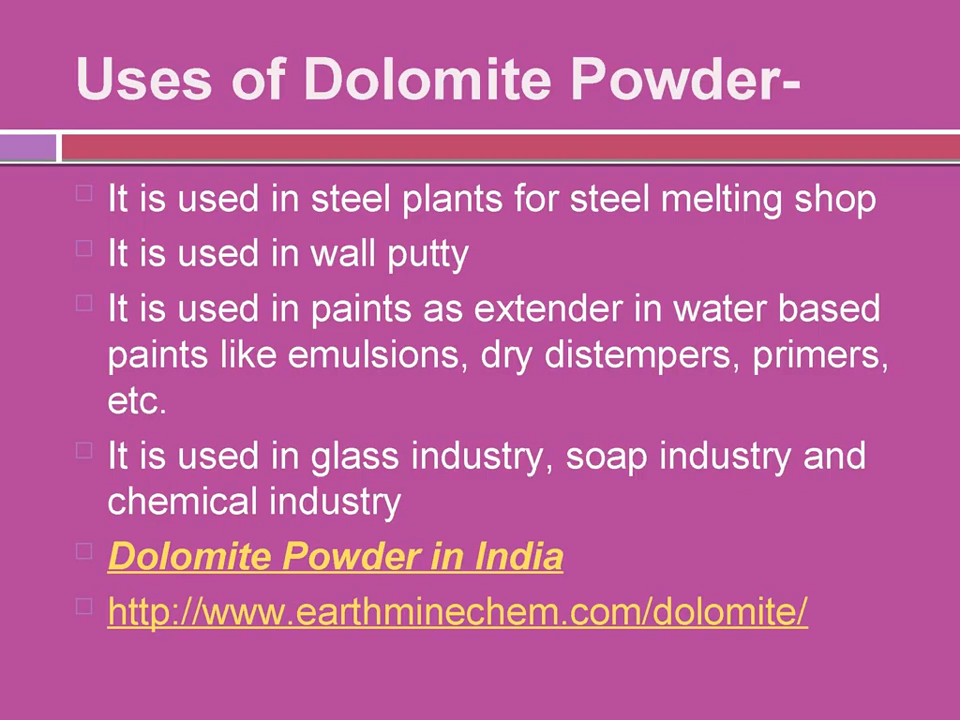 Uses of Dolomite Powder-
It is used in steel plants for steel melting shop
It is used in wall putty
It is used in paints as extender in water based
paints like emulsions, dry distempers, primers,
etc.
It is used in glass industry, soap industry and
chemical industry
Dolomite Powder in India
http://www.earthminechem.com/dolomite/